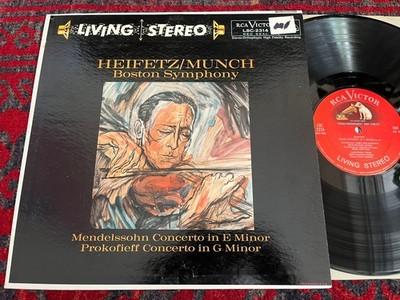 LIVING STEREO
RCA VICTOR
LSC-2314
HEIFETZ/MUNCH
Boston Symphony
Mendelssohn Concerto in E Minor
Prokofieff Concerto in G Minor
RCA VICTOR
LIVING STEREO